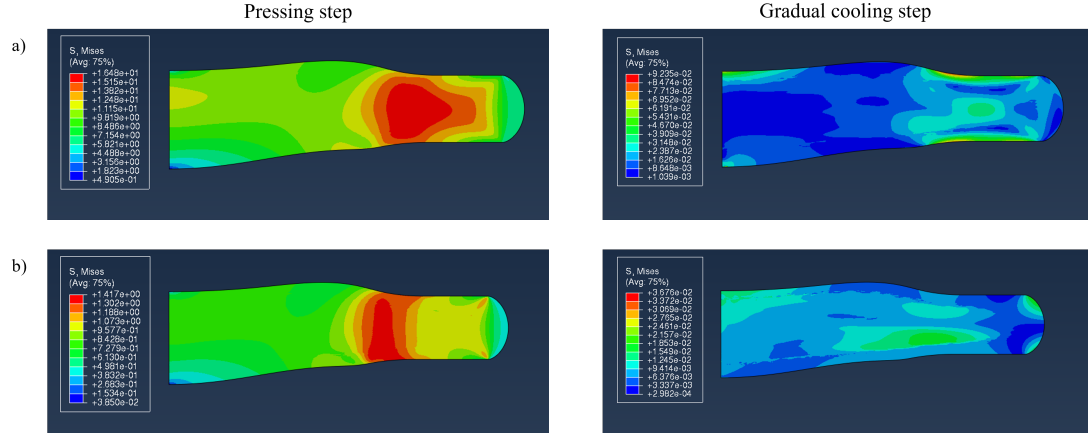 Pressing step
Gradual cooling step
a)
S, Mises
(Avg: 75%)
+1.648e+01
+1.515e+01
+1.382e+01
+1.248e+01
+1.115e+01
+9.819e+00
+8.486e+00
+7.154e+00
+5.821e+00
+4.488e+00
+3.156e+00
+1.823e+00
+4.905e-01
S, Mises
(Avg: 75%)
+9.235e-02
+8.474e-02
+7.713e-02
+6.952e-02
+6.191e-02
+5.431e-02
+4.670e-02
+3.909e-02
+3.148e-02
+2.387e-02
+1.626e-02
+8.648e-03
+1.039e-03
b)
S, Mises
(Avg: 75%)
+1.417e+00
+1.302e+00
+1.188e+00
+1.073e+00
+9.577e-01
+8.428e-01
+7.279e-01
+6.130e-01
+4.981e-01
+3.832e-01
+2.683e-01
+1.534e-01
+3.850e-02
S, Mises
(Avg: 75%)
+3.676e-02
+3.372e-02
+3.069e-02
+2.765e-02
+2.461e-02
+2.157e-02
+1.853e-02
+1.549e-02
+1.245e-02
+9.414e-03
+6.376e-03
+3.337e-03
+2.982e-04